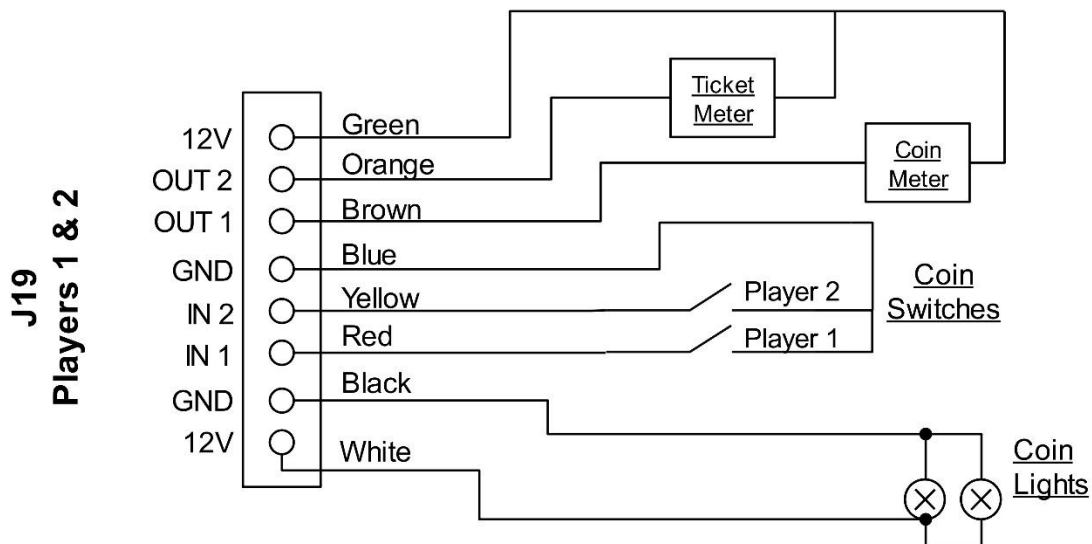 J19
Players 1 & 2
12V
OUT 2
OUT 1
GND
IN 2
IN 1
GND
12V
Green
Orange
Brown
Blue
Yellow
Red
Black
White
Ticket
Meter
Coin
Meter
Player 2
Player 1
Coin
Switches
Coin
Lights